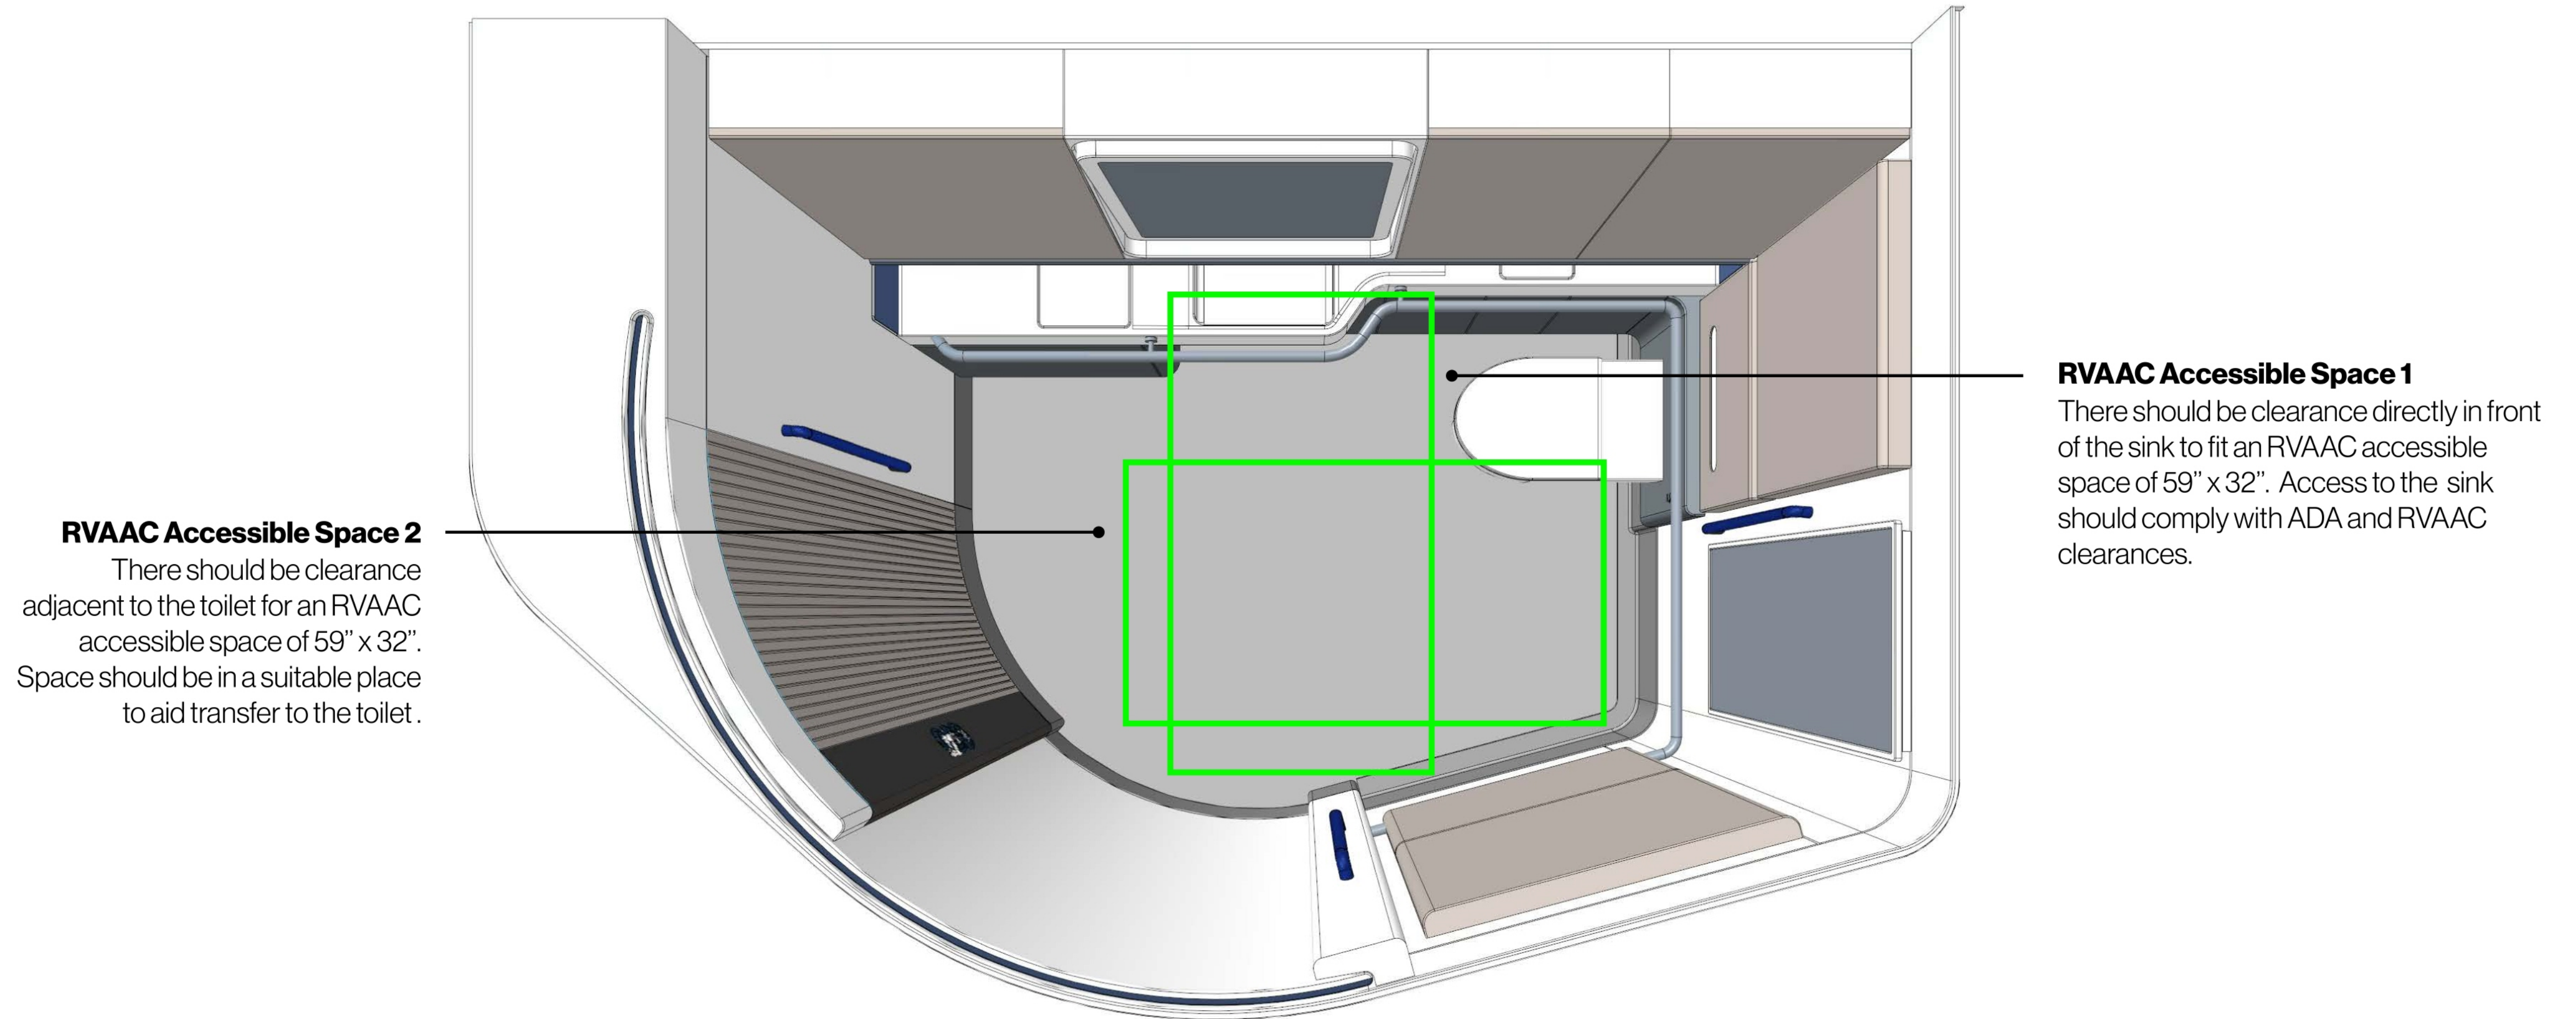 RVAAC Accessible Space 1
There should be clearance directly in front
of the sink to fit an RVAAC accessible
space of 59” x 32”. Access to the sink
should comply with ADA and RVAAC
clearances.
RVAAC Accessible Space 2
There should be clearance
adjacent to the toilet for an RVAAC
accessible space of 59” x 32”.
Space should be in a suitable place
to aid transfer to the toilet .